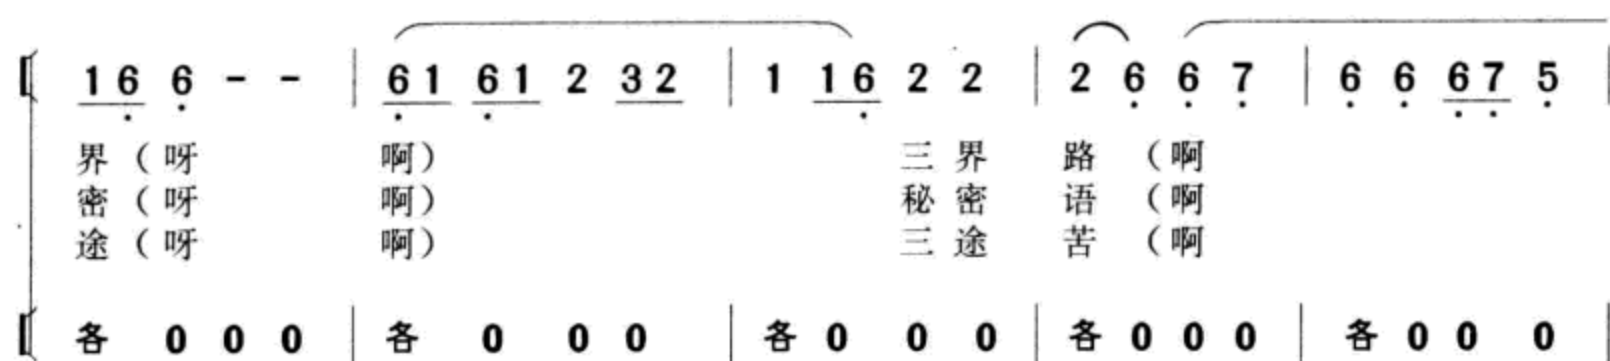 1 6 6 - - | 6 1 6 1 2 3 2 | 1 1 6 2 2 | 2 6 6 7 | 6 6 6 7 5 |
界（呀 啊） 三界 路 （啊
密（呀 啊） 秘密 语 （啊
途（呀 啊） 三途 苦 （啊
各 0 0 0 | 各 0 0 0 | 各 0 0 0 | 各 0 0 0 | 各 0 0 0 |